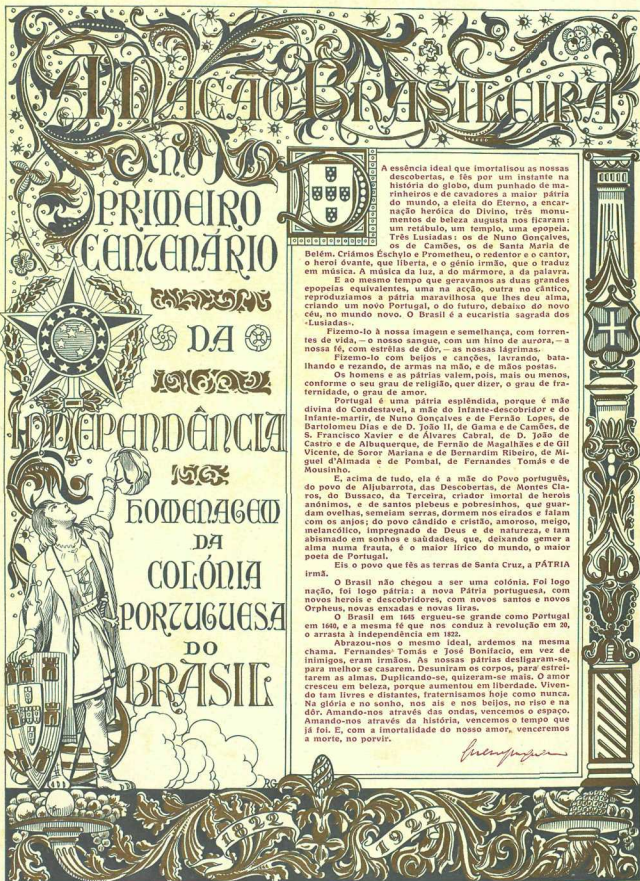 A NAÇÃO BRASILEIRA
NO
PRIMEIRO
CENTENÁRIO
DA
INDEPENDÊNCIA
HOMENAGEM
DA
COLÓNIA
PORTUGUESA
DO
BRASIL
A essência ideal que imortalisou as nossas
descobertas, e fês por um instante na
história do globo, dum punhado de ma-
rinheiros e de cavadores a maior pátria
do mundo, a eleita do Eterno, a encar-
nação heróica do Divino, três monu-
mentos de beleza augusta nos ficaram:
um retábulo, um templo, uma epopeia.
Três Lusiadas: os de Nuno Gonçalves,
os de Camões, os de Santa Maria de
Belém. Criámos Éschylo e Prometheu, o redentor e o cantor,
o heroi óvante, que liberta, e o gênio irmão, que o traduz
em música. A música da luz, a do mármore, a da palavra.
E ao mesmo tempo que geravamos as duas grandes
epopeias equivalentes, uma na acção, outra no cántico,
reproduziamos a pátria maravilhosa que lhes deu alma,
criando um novo Portugal, o do futuro, debaixo do novo
céu, no mundo novo. O Brasil é a eucaristia sagrada dos
«Lusiadas».
Fizemo-lo à nossa imagem e semelhança, com torren-
tes de vida, — o nosso sangue, com um hino de aurora, — a
nossa fé, com estrêlas de dôr, — as nossas lágrimas.
Fizemo-lo com beijos e canções, lavrando, bata-
lhando e rezando, de armas na mão, e de mãos postas.
Os homens e as pátrias valem, pois, mais ou menos,
conforme o seu grau de religião, quer dizer, o grau de fra-
ternidade, o grau de amor.
Portugal é uma pátria esplêndida, porque é mãe
divina do Condestavel, a mãe do Infante-descobridor e do
Infante-martir, de Nuno Gonçalves e de Fernão Lopes, de
Bartolomeu Dias e de D. João II, de Gama e de Camões, de
S. Francisco Xavier e de Álvares Cabral, de D. João de
Castro e de Albuquerque, de Fernão de Magalhães e de Gil
Vicente, de Soror Mariana e de Bernardim Ribeiro, de Mi-
guel d'Almada e de Pombal, de Fernandes Tomás e de
Mousinho.
E, acima de tudo, ela é a mãe do Povo português,
do povo de Aljubarrota, das Descobertas, de Montes Cla-
ros, do Bussaco, da Terceira, criador imortal de herois
anónimos, e de santos plebeus e pobresinhos, que guar-
dam ovelhas, semeiam serras, dormem nos eirados e falam
com os anjos; do povo cândido e cristão, amoroso, meigo,
melancólico, impregnado de Deus e de natureza, e tam
abismado em sonhos e saùdades, que, deixando gemer a
alma numa frauta, é o maior lírico do mundo, o maior
poeta de Portugal.
Eis o povo que fês as terras de Santa Cruz, a PÁTRIA
irmã.
O Brasil não chegou a ser uma colónia. Foi logo
nação, foi logo pátria: a nova Pátria portuguesa, com
novos herois e descobridores, com novos santos e novos
Orpheus, novas enxadas e novas liras.
O Brasil em 1645 ergueu-se grande como Portugal
em 1640, e a mesma fé que nos conduz à revolução em 20,
o arrasta à independência em 1822.
Abrazou-nos o mesmo ideal, ardemos na mesma
chama. Fernandes Tomás e José Bonifacio, em vez de
inimigos, eram irmãos. As nossas pátrias desligaram-se,
para melhor se casarem. Desuniram os corpos, para estrei-
tarem as almas. Duplicando-se, quizeram-se mais. O amor
cresceu em beleza, porque aumentou em liberdade. Viven-
do tam livres e distantes, fraternisamos hoje como nunca.
Na glória e no sonho, nos ais e nos beijos, no riso e na
dôr. Amando-nos através das ondas, vencemos o espaço.
Amando-nos através da história, vencemos o tempo que
já foi. E, com a imortalidade do nosso amor, venceremos
a morte, no porvir.
RG
1822
1922